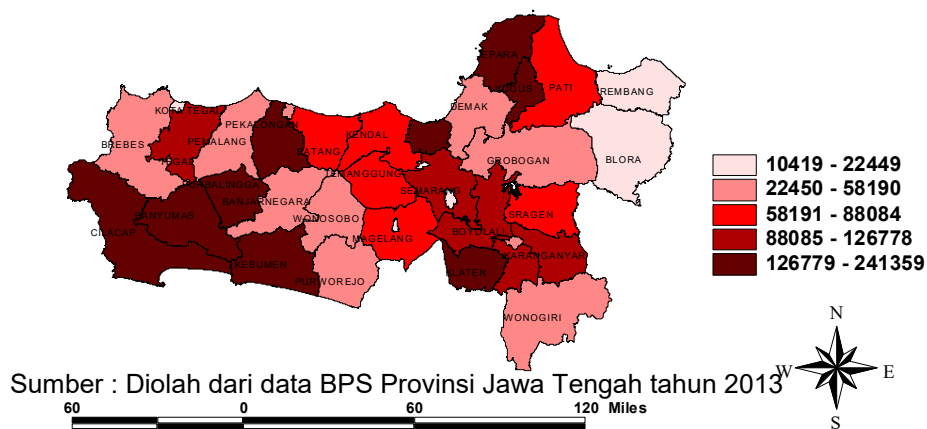 EPARA
KUDUS
PATI
REMBANG
DEMAK
KOTA TEGAL
PEKALONGAN
KENDAL
BREBES
PEMALANG
BATANG
TEGAL
GROBOGAN
BLORA
TEMANGGUNG
SEMARANG
BANJARNEGARA
BANYUMAS
WONOSOBO
SRAGEN
CILACAP
MAGELANG
BOYOLALI
KEBUMEN
KARANGANYAR
KLATEN
PURWOREJO
WONOGIRI
10419 - 22449
22450 - 58190
58191 - 88084
88085 - 126778
126779 - 241359
N
W E
S
Sumber : Diolah dari data BPS Provinsi Jawa Tengah tahun 2013
60 0 60 120 Miles